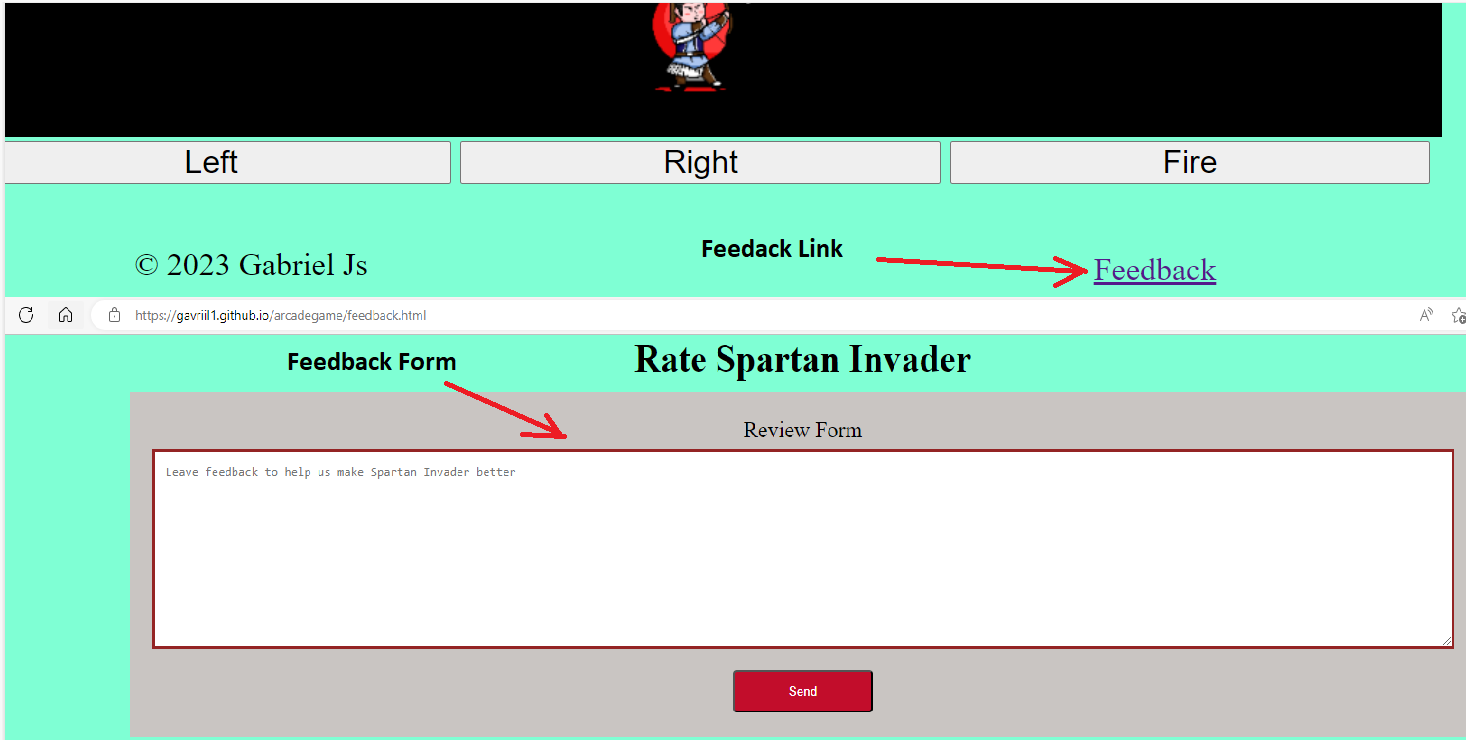 Left Right Fire
Feedack Link
© 2023 Gabriel Js Feedback
https://gavriil1.github.io/arcadegame/feedback.html
Feedback Form
Rate Spartan Invader
Review Form
Leave feedback to help us make Spartan Invader better
Send